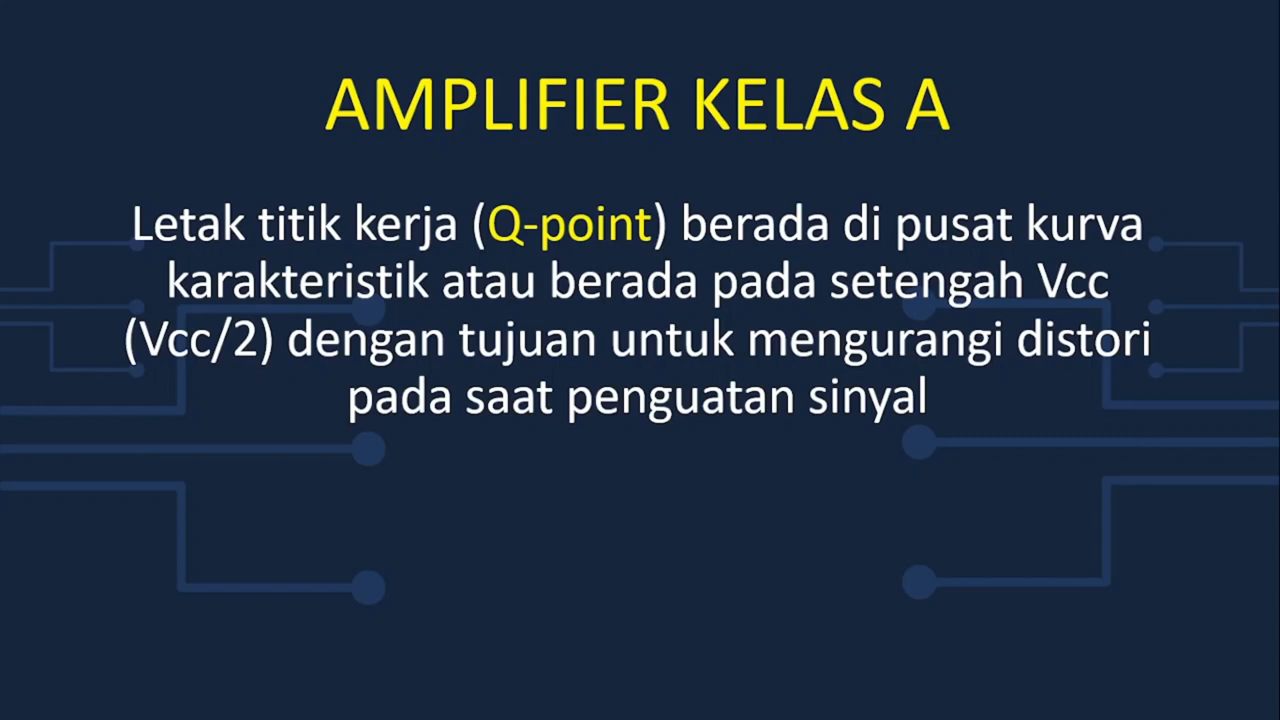 AMPLIFIER KELAS A
Letak titik kerja (Q-point) berada di pusat kurva
karakteristik atau berada pada setengah Vcc
(Vcc/2) dengan tujuan untuk mengurangi distori
pada saat penguatan sinyal